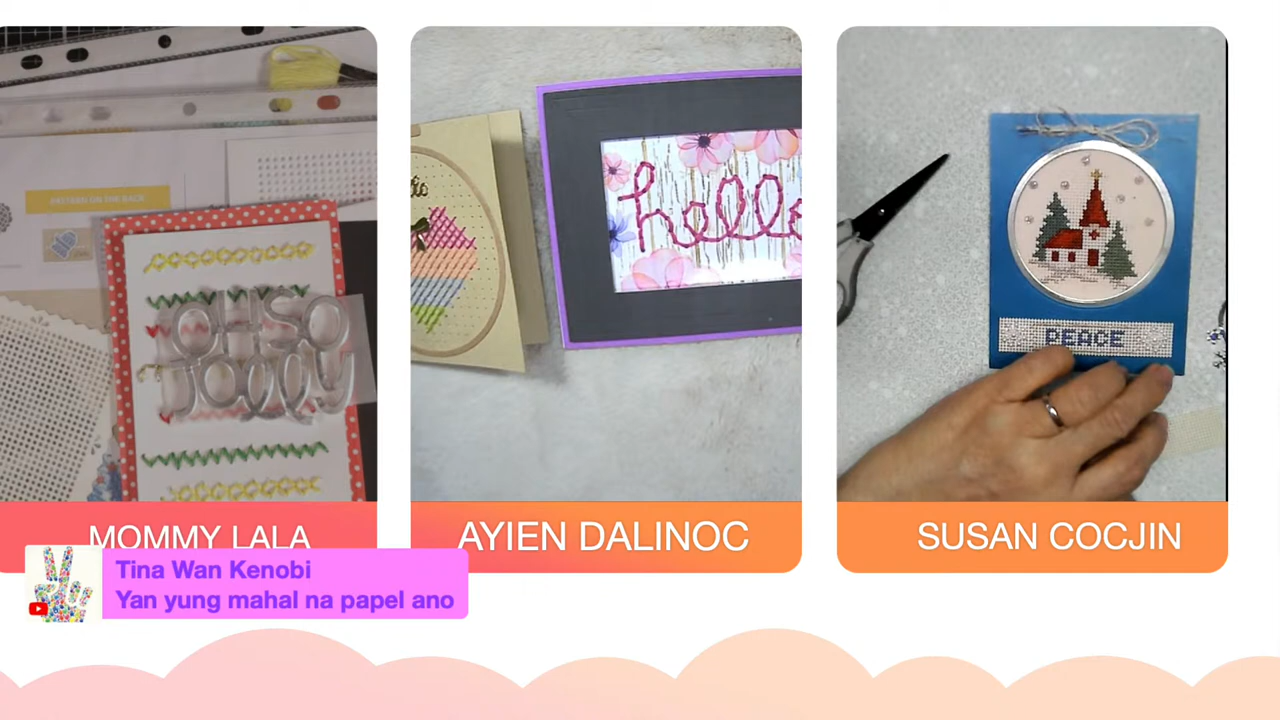 PATTERN ON THE BACK
OH SO
Jolly
hello
PEACE
MOMMY LALA
AYIEN DALINOC
SUSAN COCJIN
Tina Wan Kenobi
Yan yung mahal na papel ano